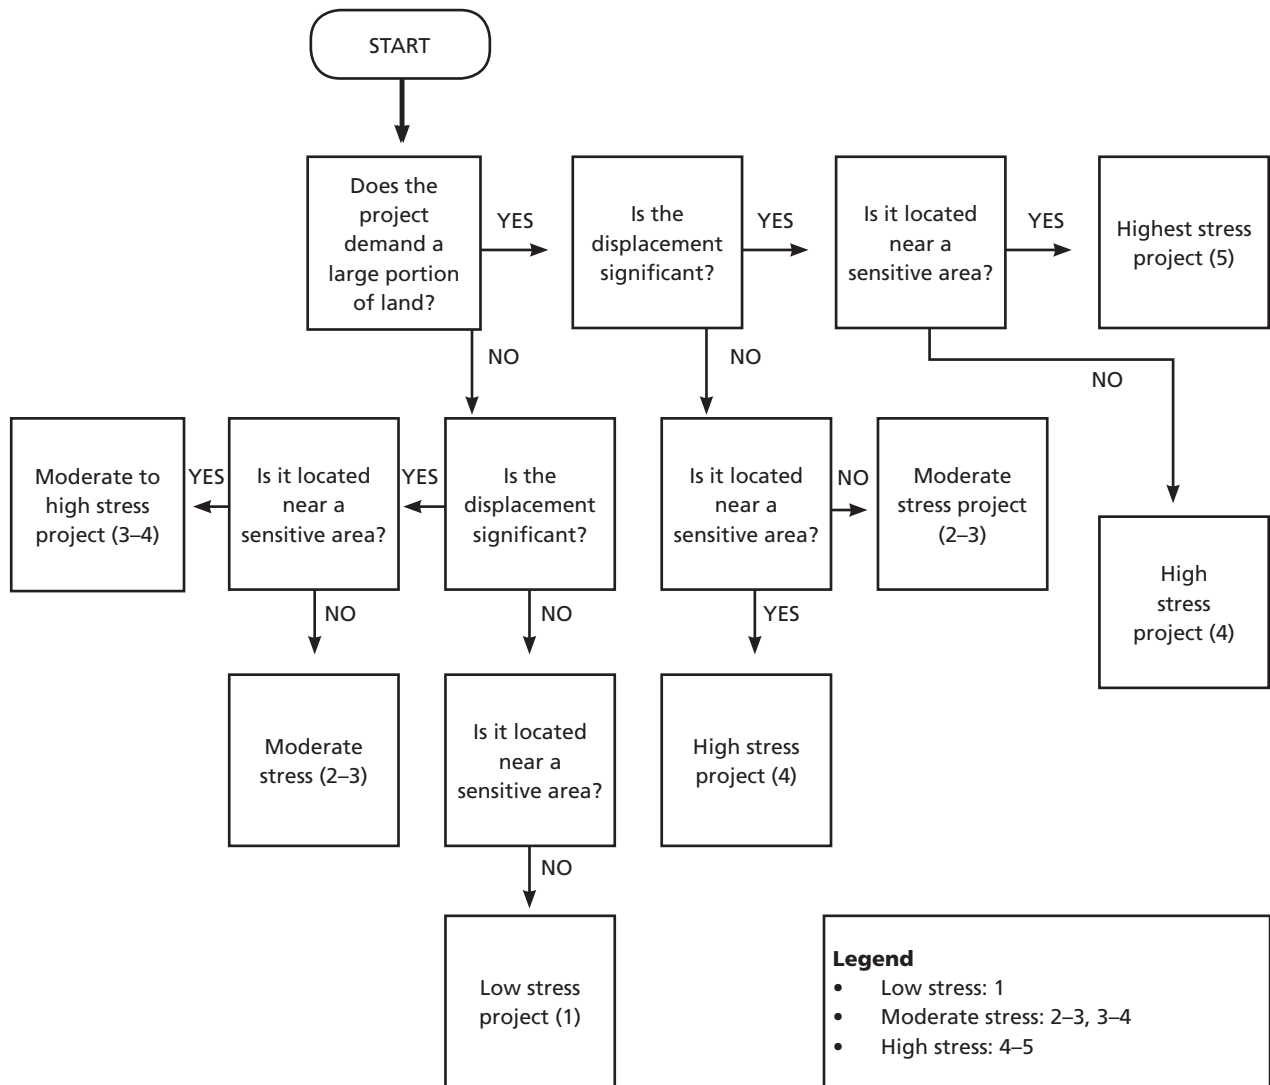 START
Does the
project
demand a
large portion
of land?
YES
Is the
displacement
significant?
YES
Is it located
near a
sensitive area?
YES
Highest stress
project (5)
NO
NO
NO
Moderate to
high stress
project (3–4)
YES
Is it located
near a
sensitive area?
YES
Is the
displacement
significant?
Is it located
near a
sensitive area?
NO
Moderate
stress project
(2–3)
High
stress
project (4)
NO
NO
YES
Moderate
stress (2–3)
Is it located
near a
sensitive area?
High stress
project (4)
NO
Low stress
project (1)
Legend
• Low stress: 1
• Moderate stress: 2–3, 3–4
• High stress: 4–5